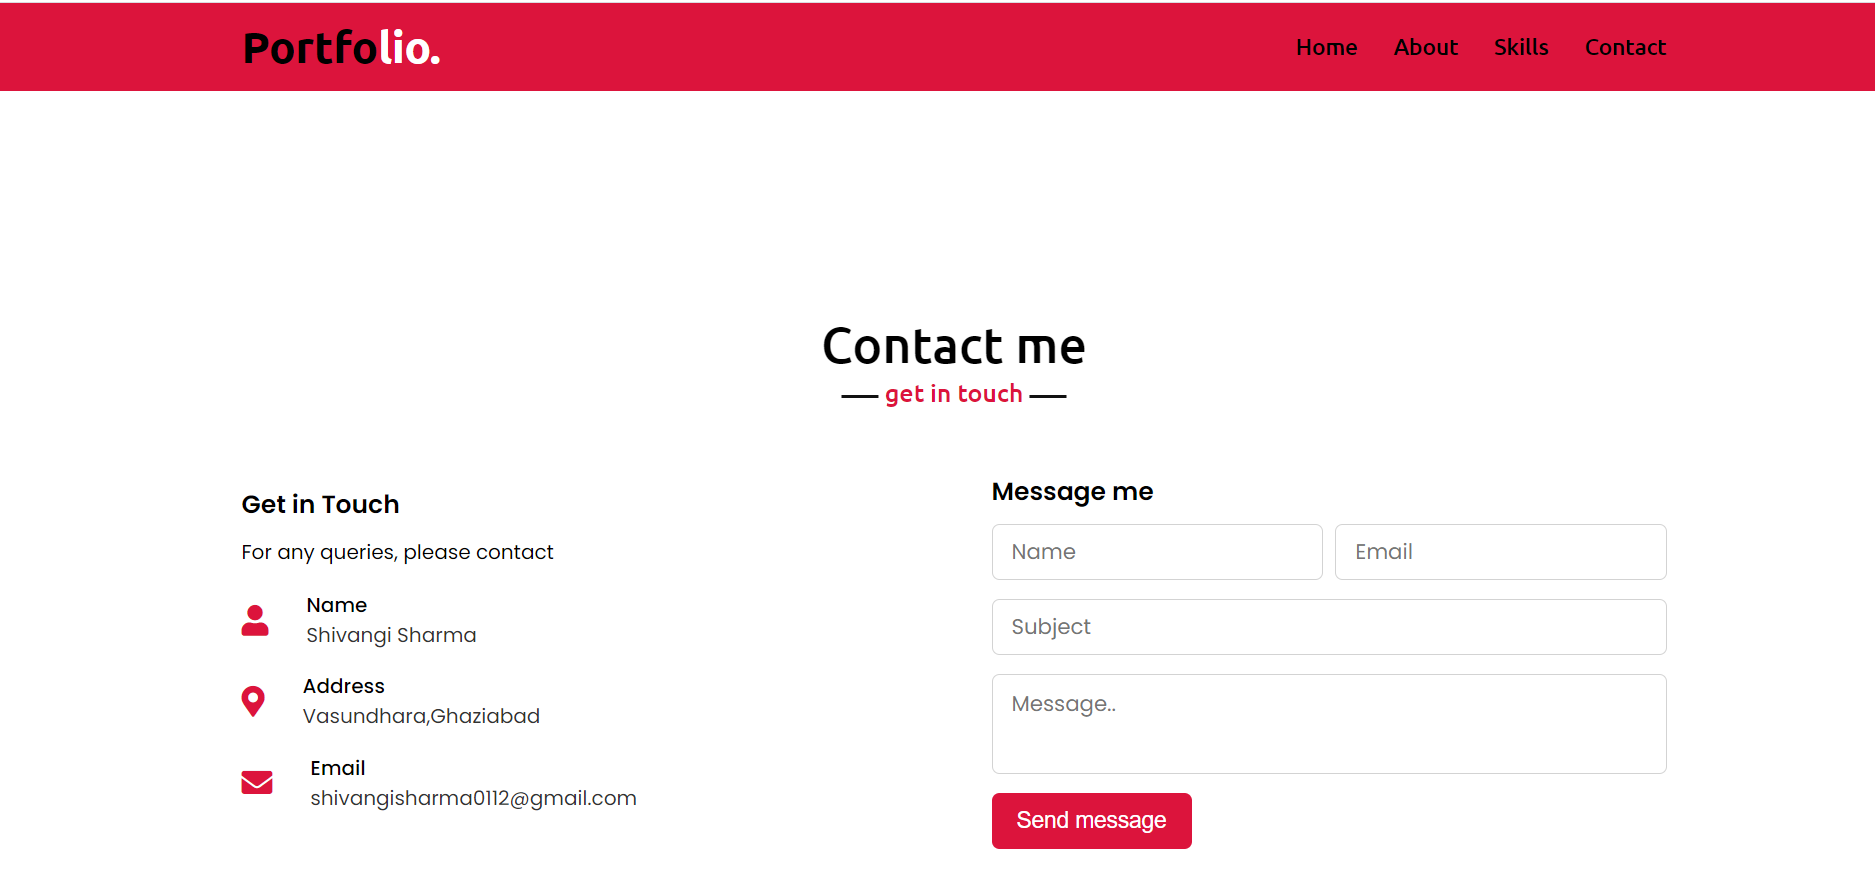 Portfolio.
Home About Skills Contact
Contact me
get in touch
Get in Touch
For any queries, please contact
Name
Shivangi Sharma
Address
Vasundhara,Ghaziabad
Email
shivangisharma0112@gmail.com
Message me
Name Email
Subject
Message..
Send message